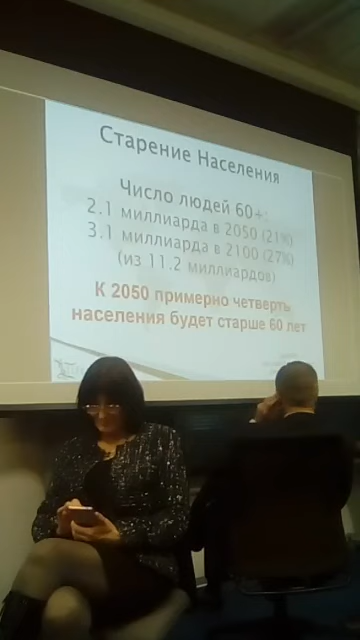 Старение Населения
Число людей 60+:
2.1 миллиарда в 2050 (21%)
3.1 миллиарда в 2100 (27%)
(из 11.2 миллиардов)
К 2050 примерно четверть
населения будет старше 60 лет